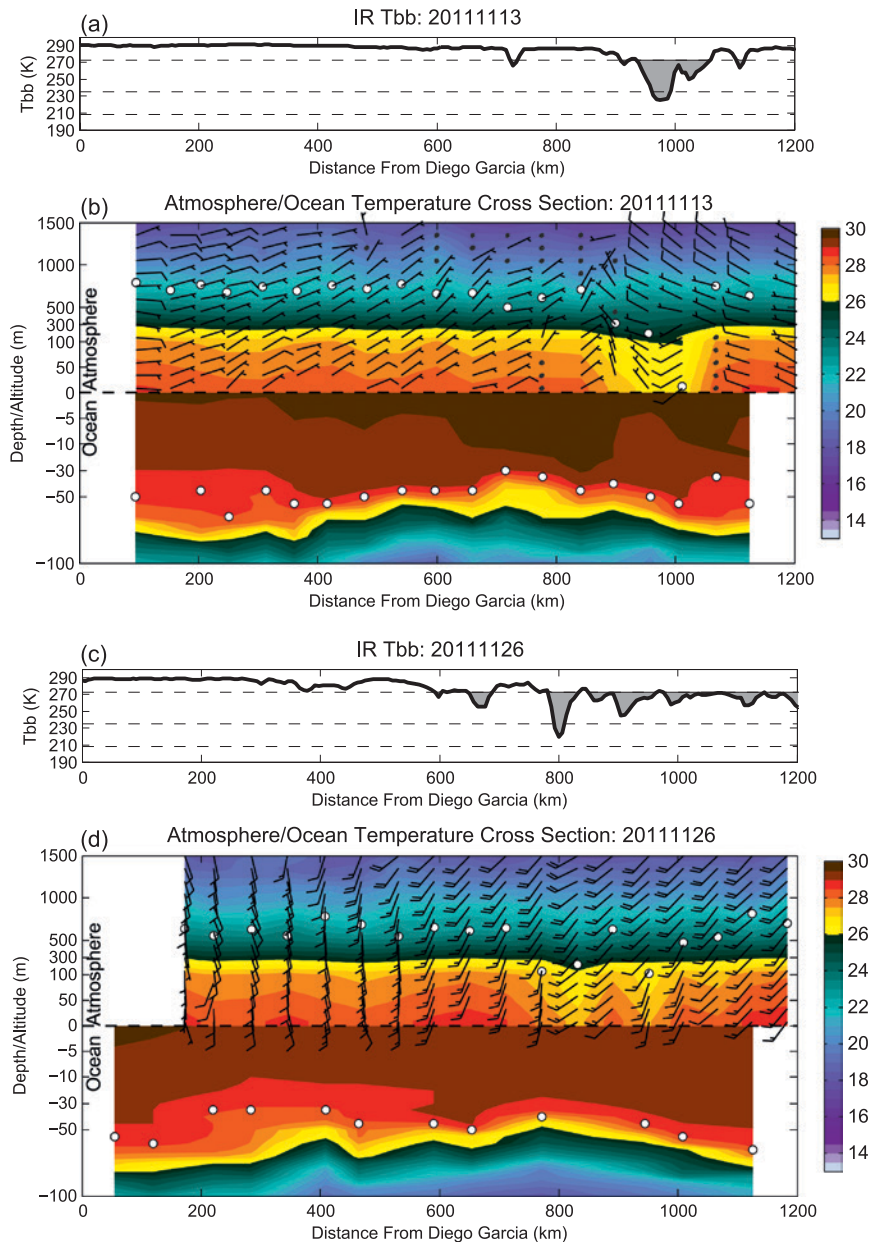 (a)
IR Tbb: 20111113
Tbb (K)
290
270
250
230
210
190
0 200 400 600 800 1000 1200
Distance From Diego Garcia (km)
(b)
Atmosphere/Ocean Temperature Cross Section: 20111113
Depth/Altitude (m)
Ocean Atmosphere
1500
1000
500
300
100
50
0
−5
−10
−30
−50
−100
30
28
26
24
22
20
18
16
14
0 200 400 600 800 1000 1200
Distance From Diego Garcia (km)
(c)
IR Tbb: 20111126
Tbb (K)
290
270
250
230
210
190
0 200 400 600 800 1000 1200
Distance From Diego Garcia (km)
(d)
Atmosphere/Ocean Temperature Cross Section: 20111126
Depth/Altitude (m)
Ocean Atmosphere
1500
1000
500
300
100
50
0
−5
−10
−30
−50
−100
30
28
26
24
22
20
18
16
14
0 200 400 600 800 1000 1200
Distance From Diego Garcia (km)